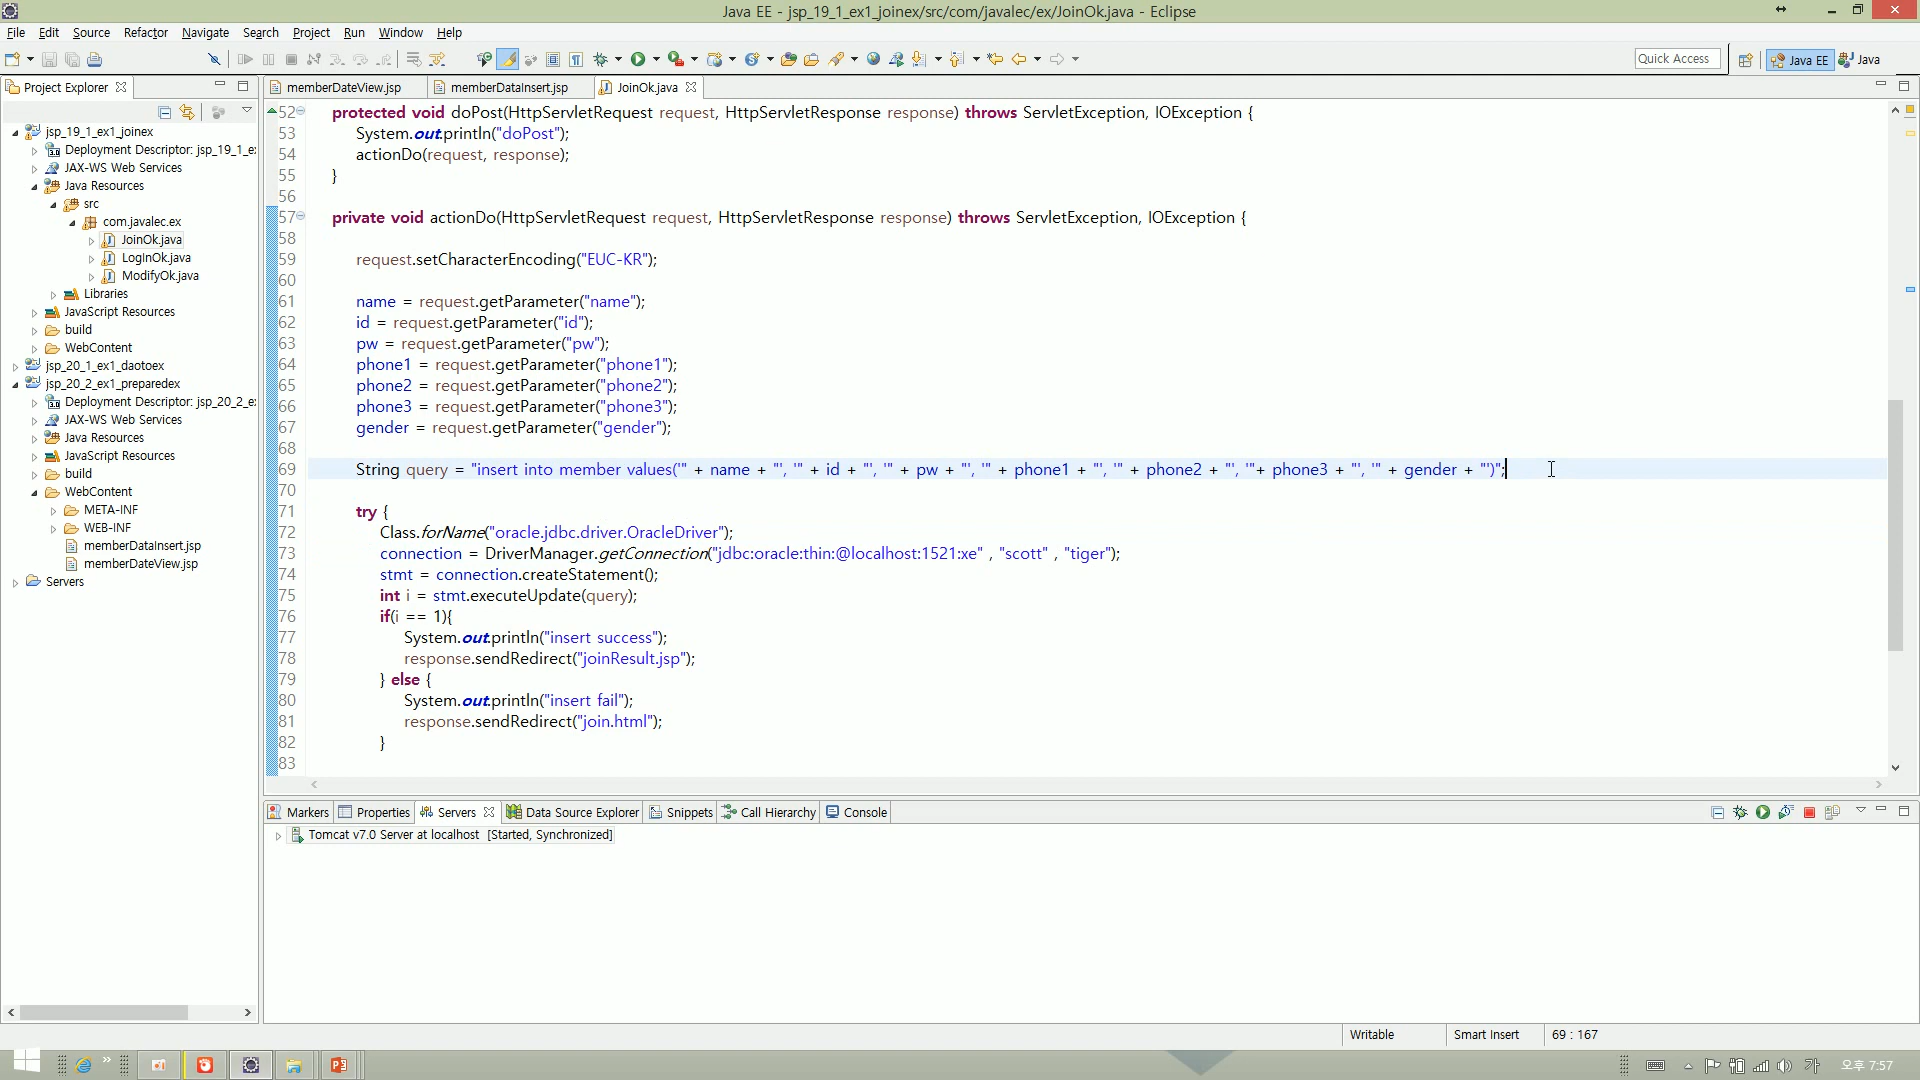 Java EE - jsp_19_1_ex1_joinex/src/com/javalec/ex/JoinOk.java - Eclipse
File Edit Source Refactor Navigate Search Project Run Window Help
Quick Access
Java EE
Java
Project Explorer
jsp_19_1_ex1_joinex
Deployment Descriptor: jsp_19_1_e
JAX-WS Web Services
Java Resources
src
com.javalec.ex
JoinOk.java
LogInOk.java
ModifyOk.java
Libraries
JavaScript Resources
build
WebContent
jsp_20_1_ex1_daotoex
jsp_20_2_ex1_preparedex
Deployment Descriptor: jsp_20_2_e
JAX-WS Web Services
Java Resources
JavaScript Resources
build
WebContent
META-INF
WEB-INF
memberDataInsert.jsp
memberDateView.jsp
Servers
memberDateView.jsp
memberDataInsert.jsp
JoinOk.java
52 protected void doPost(HttpServletRequest request, HttpServletResponse response) throws ServletException, IOException {
53 System.out.println("doPost");
54 actionDo(request, response);
55 }
56
57 private void actionDo(HttpServletRequest request, HttpServletResponse response) throws ServletException, IOException {
58
59 request.setCharacterEncoding("EUC-KR");
60
61 name = request.getParameter("name");
62 id = request.getParameter("id");
63 pw = request.getParameter("pw");
64 phone1 = request.getParameter("phone1");
65 phone2 = request.getParameter("phone2");
66 phone3 = request.getParameter("phone3");
67 gender = request.getParameter("gender");
68
69 String query = "insert into member values('" + name + "', '" + id + "', '" + pw + "', '" + phone1 + "', '" + phone2 + "', '"+ phone3 + "', '" + gender + "')";
70
71 try {
72 Class.forName("oracle.jdbc.driver.OracleDriver");
73 connection = DriverManager.getConnection("jdbc:oracle:thin:@localhost:1521:xe" , "scott" , "tiger");
74 stmt = connection.createStatement();
75 int i = stmt.executeUpdate(query);
76 if(i == 1){
77 System.out.println("insert success");
78 response.sendRedirect("joinResult.jsp");
79 } else {
80 System.out.println("insert fail");
81 response.sendRedirect("join.html");
82 }
83
Markers Properties Servers Data Source Explorer Snippets Call Hierarchy Console
Tomcat v7.0 Server at localhost [Started, Synchronized]
Writable
Smart Insert
69 : 167
가
오후 7:57